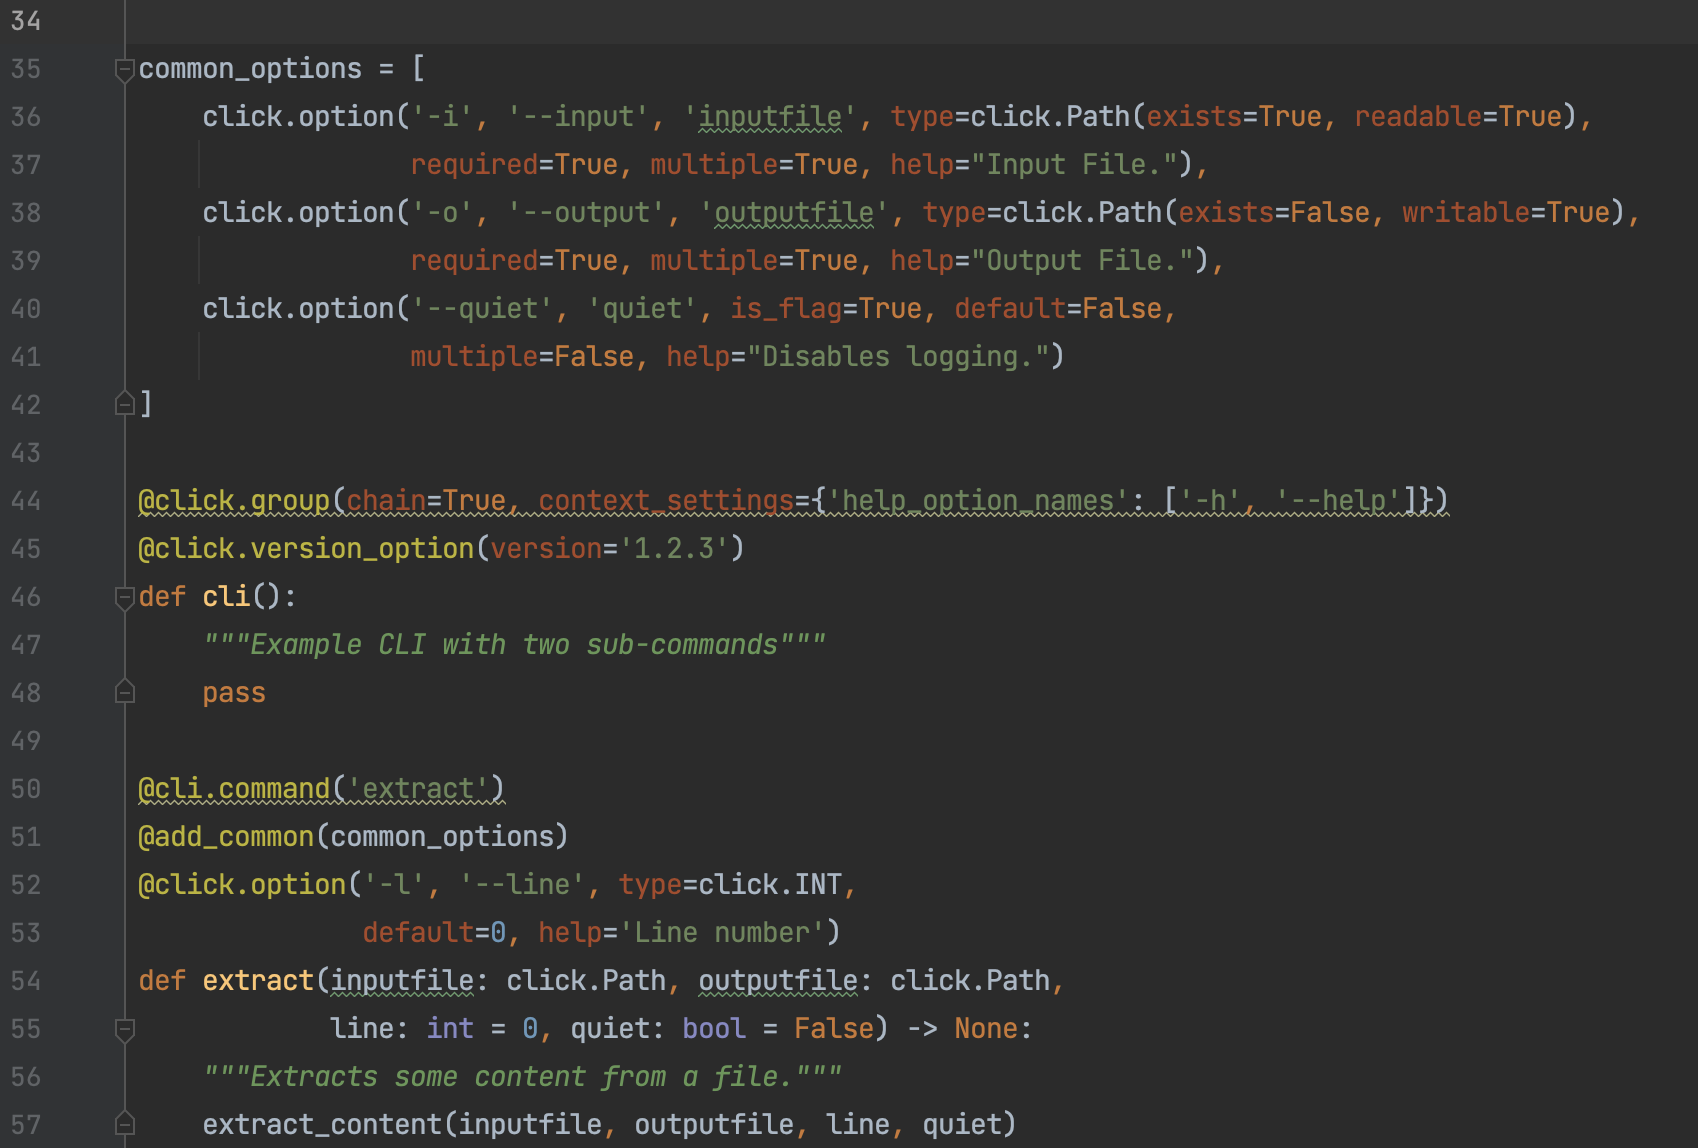 34
35 common_options = [
36     click.option('-i', '--input', 'inputfile', type=click.Path(exists=True, readable=True),
37                  required=True, multiple=True, help="Input File."),
38     click.option('-o', '--output', 'outputfile', type=click.Path(exists=False, writable=True),
39                  required=True, multiple=True, help="Output File."),
40     click.option('--quiet', 'quiet', is_flag=True, default=False,
41                  multiple=False, help="Disables logging.")
42 ]
43
44 @click.group(chain=True, context_settings={'help_option_names': ['-h', '--help']})
45 @click.version_option(version='1.2.3')
46 def cli():
47     """Example CLI with two sub-commands"""
48     pass
49
50 @cli.command('extract')
51 @add_common(common_options)
52 @click.option('-l', '--line', type=click.INT,
53               default=0, help='Line number')
54 def extract(inputfile: click.Path, outputfile: click.Path,
55             line: int = 0, quiet: bool = False) -> None:
56     """Extracts some content from a file."""
57     extract_content(inputfile, outputfile, line, quiet)